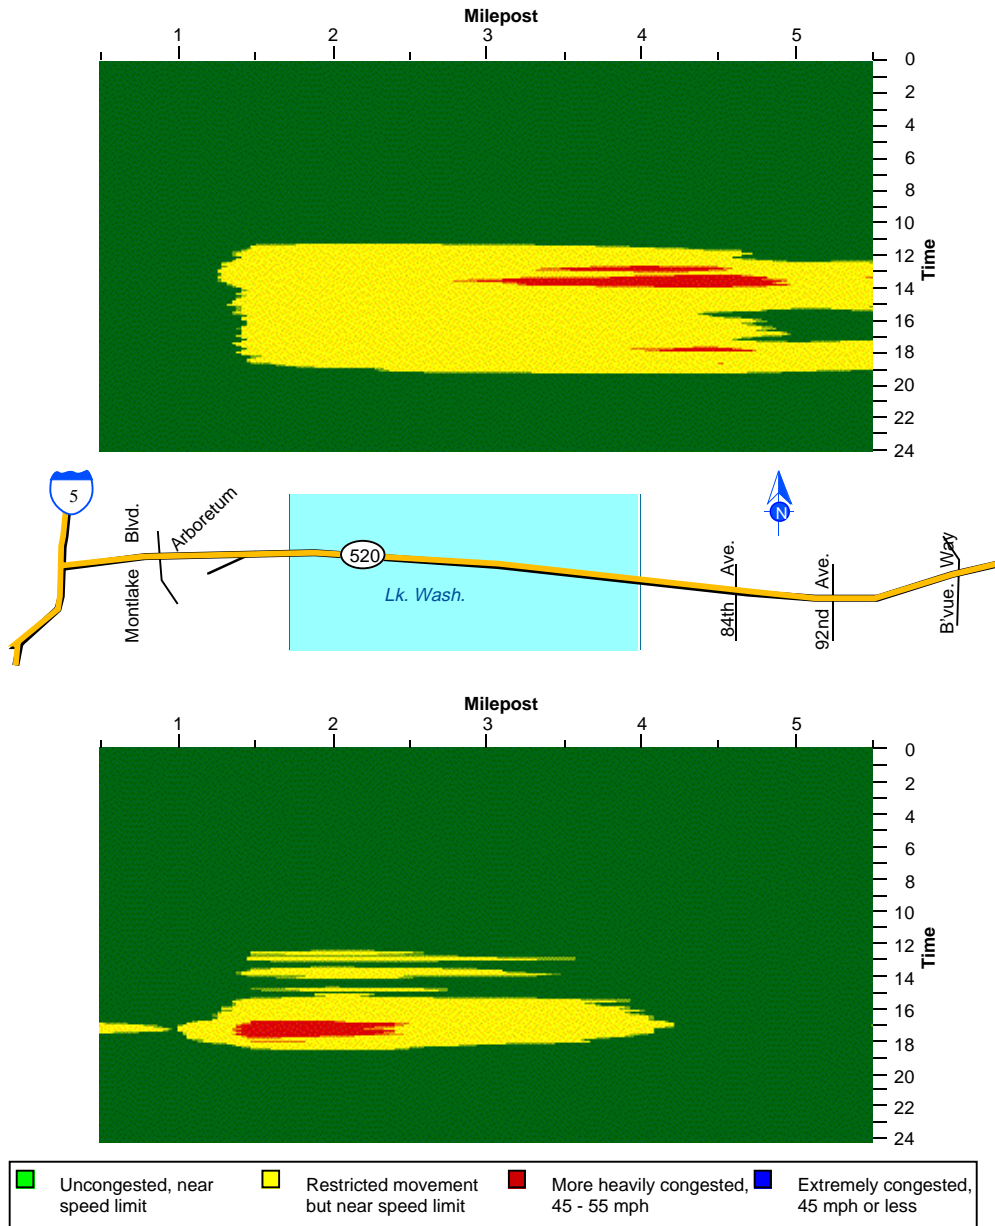 Milepost
1 2 3 4 5
0
2
4
6
8
10
12
14
16
18
20
22
24
Time
5
Montlake Blvd.
Arboretum
520
Lk. Wash.
N
84th Ave.
92nd Ave.
B'vue. Way
Milepost
1 2 3 4 5
0
2
4
6
8
10
12
14
16
18
20
22
24
Time
Uncongested, near
speed limit
Restricted movement
but near speed limit
More heavily congested,
45 - 55 mph
Extremely congested,
45 mph or less